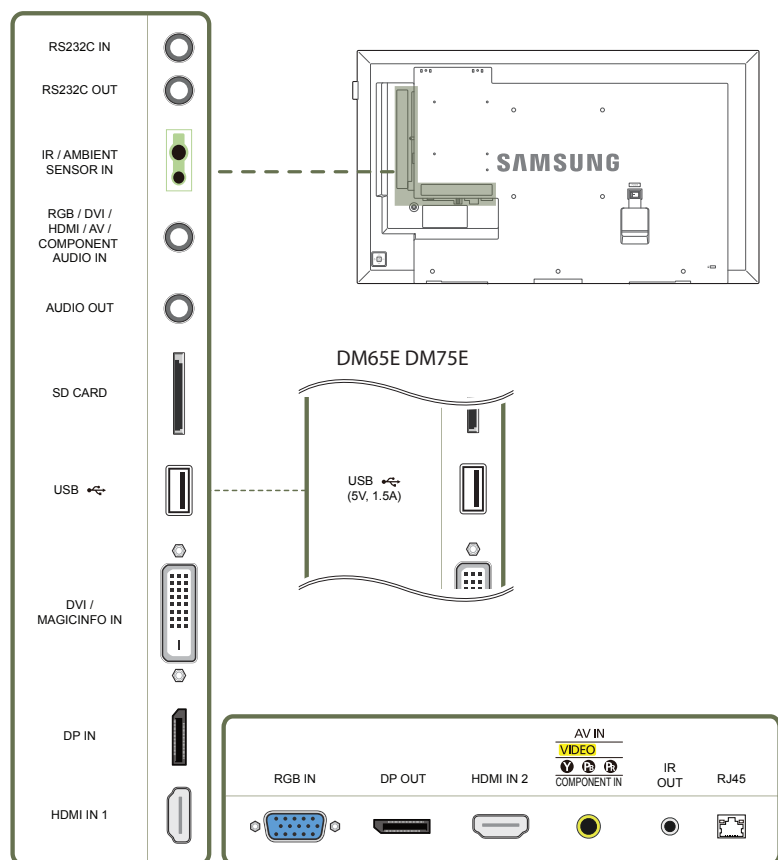 RS232C IN
RS232C OUT
IR / AMBIENT
SENSOR IN
RGB / DVI /
HDMI / AV /
COMPONENT
AUDIO IN
AUDIO OUT
SD CARD
USB
DVI /
MAGICINFO IN
DP IN
HDMI IN 1
SAMSUNG
DM65E DM75E
USB
(5V, 1.5A)
RGB IN
DP OUT
HDMI IN 2
AV IN
VIDEO
Y PB PR
COMPONENT IN
IR
OUT
RJ45